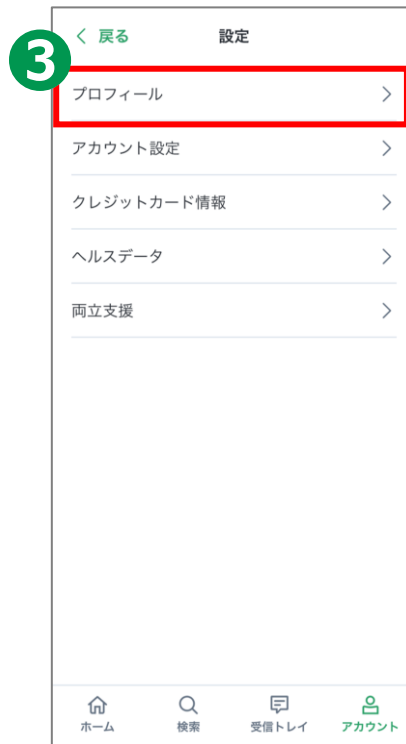 戻る 設定
3
プロフィール
アカウント設定
クレジットカード情報
ヘルスデータ
両立支援
ホーム 検索 受信トレイ アカウント